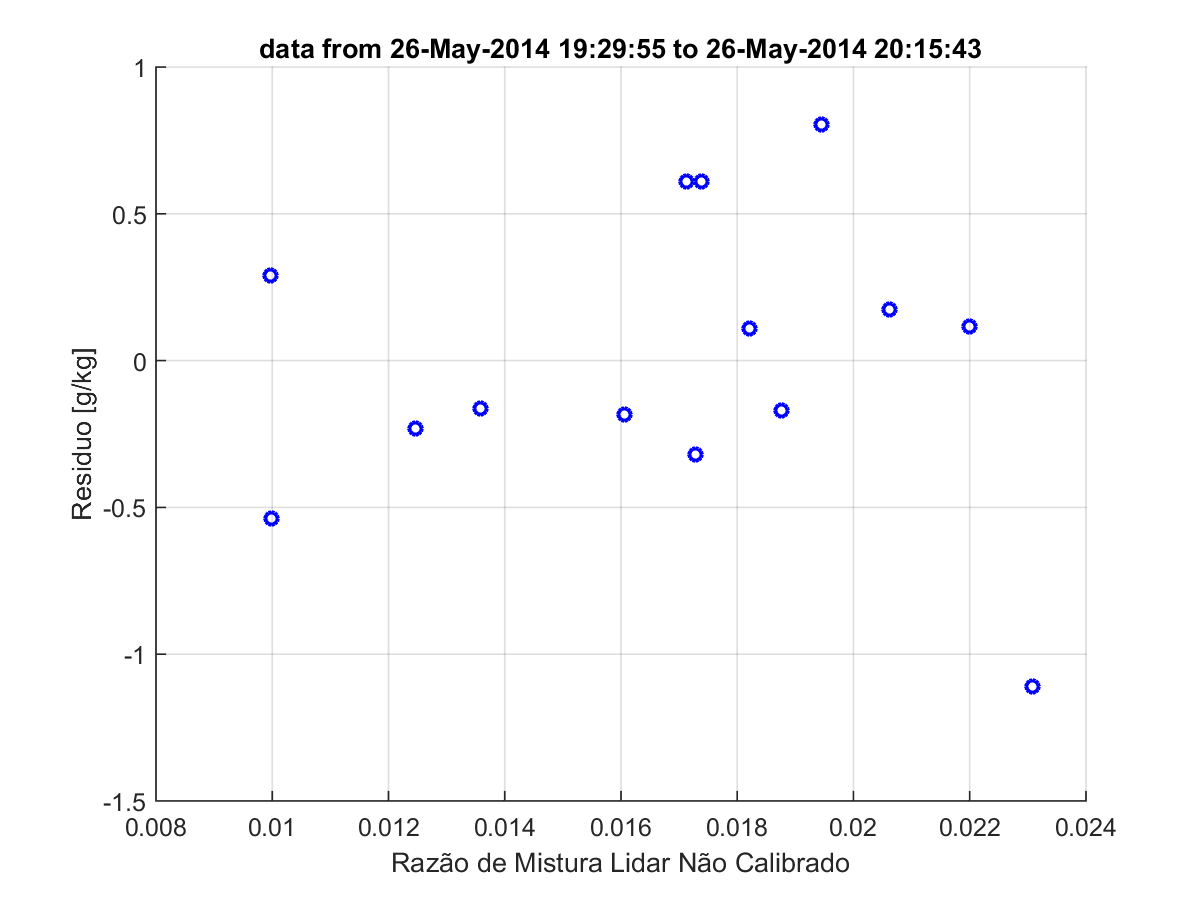 data from 26-May-2014 19:29:55 to 26-May-2014 20:15:43
1
0.5
0
-0.5
-1
-1.5
Residuo [g/kg]
0.008 0.01 0.012 0.014 0.016 0.018 0.02 0.022 0.024
Razão de Mistura Lidar Não Calibrado